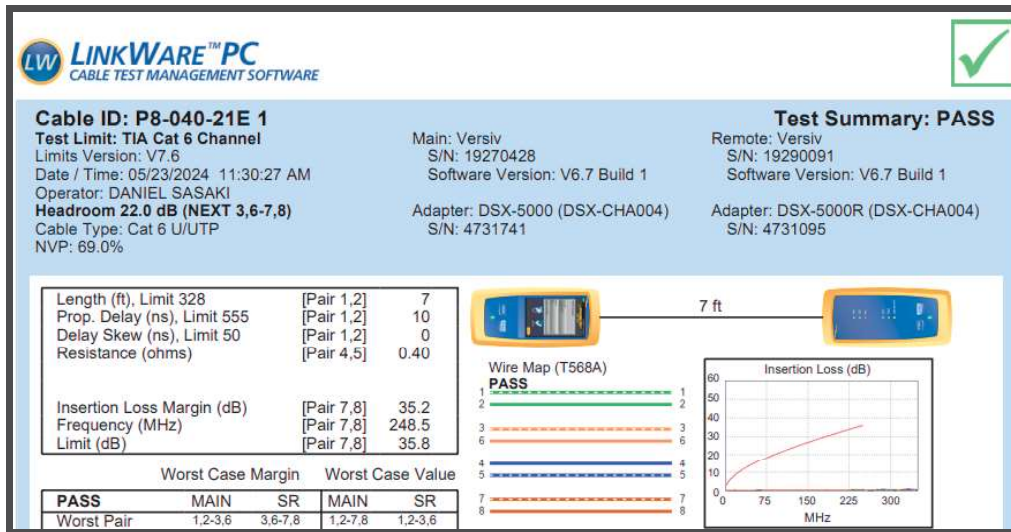 LW LINKWARE™PC
CABLE TEST MANAGEMENT SOFTWARE
Cable ID: P8-040-21E 1
Test Summary: PASS
Test Limit: TIA Cat 6 Channel
Limits Version: V7.6
Date / Time: 05/23/2024 11:30:27 AM
Operator: DANIEL SASAKI
Headroom 22.0 dB (NEXT 3,6-7,8)
Cable Type: Cat 6 U/UTP
NVP: 69.0%
Main: Versiv
S/N: 19270428
Software Version: V6.7 Build 1
Adapter: DSX-5000 (DSX-CHA004)
S/N: 4731741
Remote: Versiv
S/N: 19290091
Software Version: V6.7 Build 1
Adapter: DSX-5000R (DSX-CHA004)
S/N: 4731095
Length (ft), Limit 328 [Pair 1,2] 7
Prop. Delay (ns), Limit 555 [Pair 1,2] 10
Delay Skew (ns), Limit 50 [Pair 1,2] 0
Resistance (ohms) [Pair 4,5] 0.40
Insertion Loss Margin (dB) [Pair 7,8] 35.2
Frequency (MHz) [Pair 7,8] 248.5
Limit (dB) [Pair 7,8] 35.8
Worst Case Margin Worst Case Value
PASS MAIN SR MAIN SR
Worst Pair 1,2-3,6 3,6-7,8 1,2-7,8 1,2-3,6
7 ft
Wire Map (T568A)
PASS
1 1
2 2
3 3
6 6
4 4
5 5
7 7
8 8
Insertion Loss (dB)
60
50
40
30
20
10
0
0 75 150 225 300
MHz